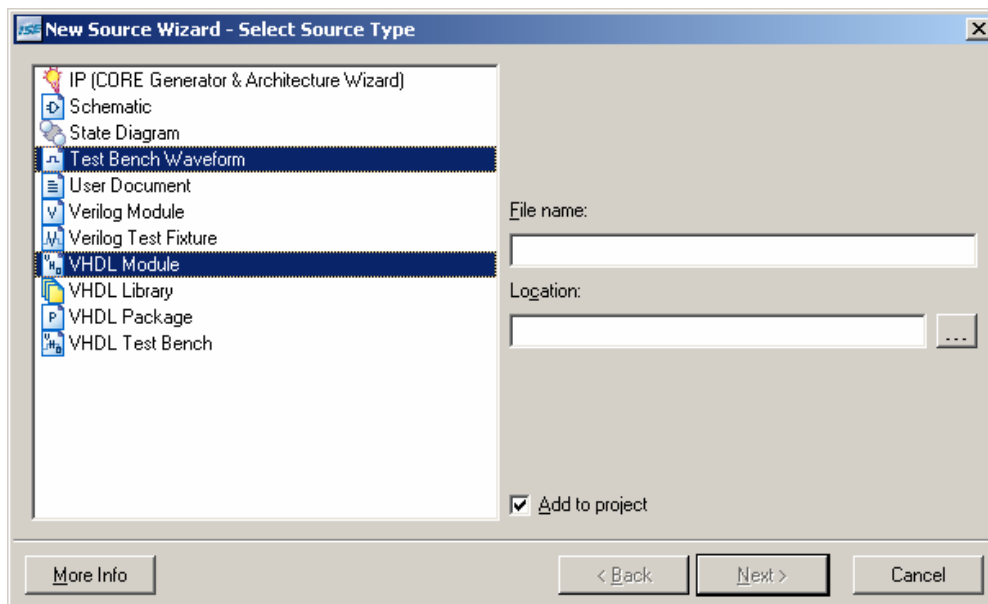 ISE New Source Wizard - Select Source Type
IP (CORE Generator & Architecture Wizard)
Schematic
State Diagram
Test Bench Waveform
User Document
Verilog Module
Verilog Test Fixture
VHDL Module
VHDL Library
VHDL Package
VHDL Test Bench
File name:
Location:
...
Add to project
More Info
< Back
Next >
Cancel